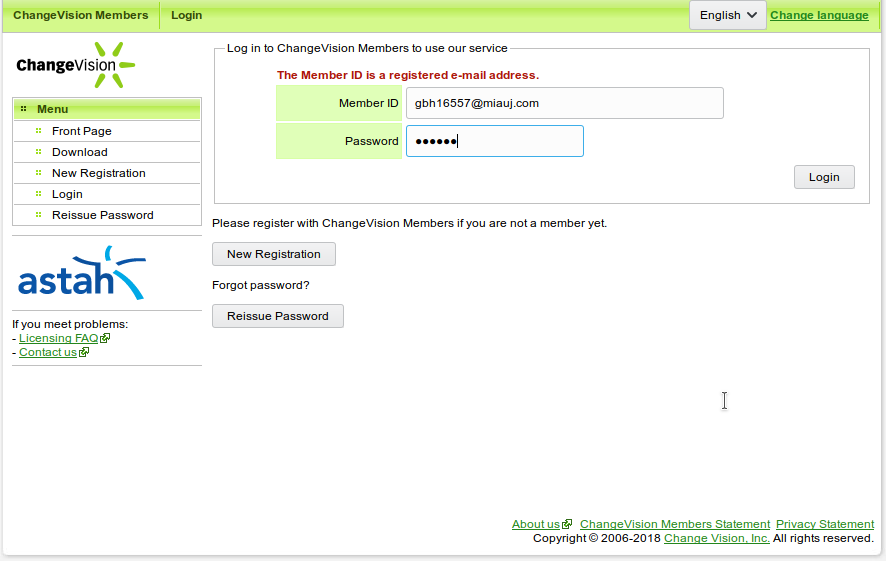 ChangeVision Members Login English Change language
ChangeVision
Menu
Front Page
Download
New Registration
Login
Reissue Password
astah
If you meet problems:
- Licensing FAQ
- Contact us
Log in to ChangeVision Members to use our service
The Member ID is a registered e-mail address.
Member ID gbh16557@miauj.com
Password ●●●●●●
Login
Please register with ChangeVision Members if you are not a member yet.
New Registration
Forgot password?
Reissue Password
About us ChangeVision Members Statement Privacy Statement
Copyright © 2006-2018 Change Vision, Inc. All rights reserved.